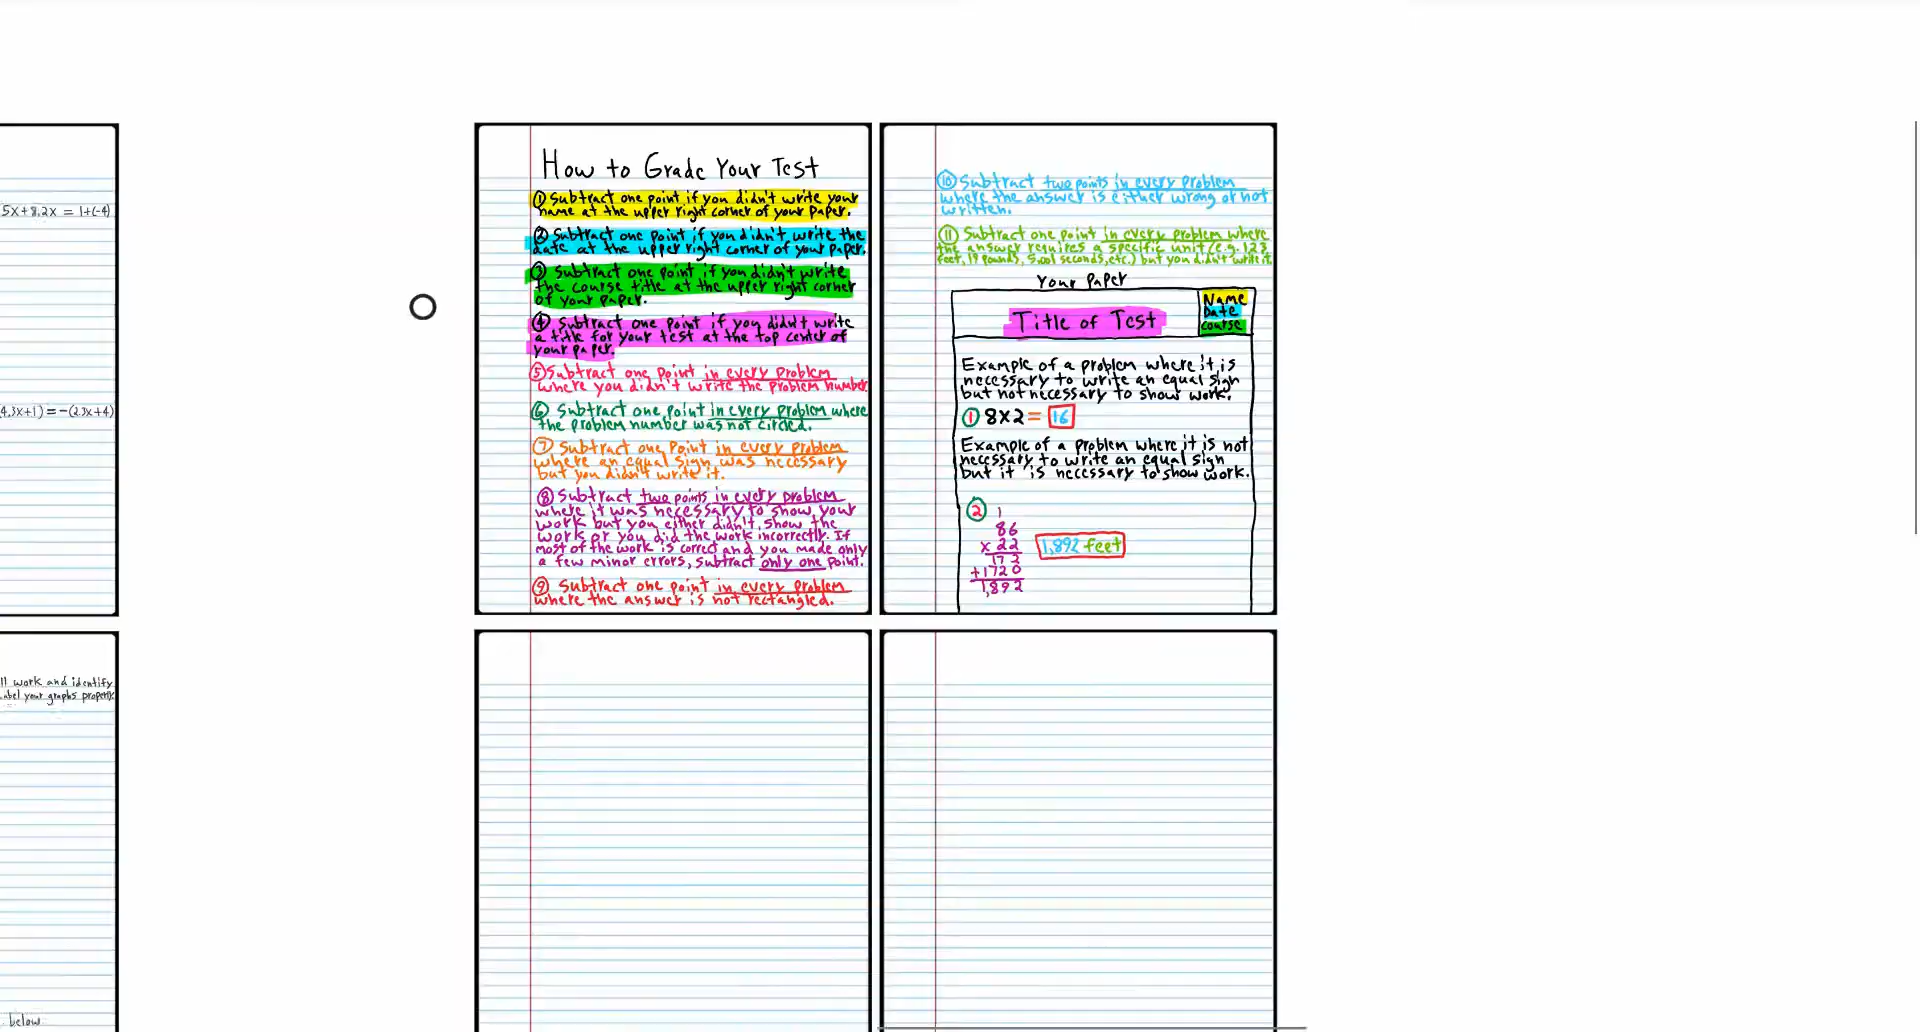 5x+8.2x = 1+(-4)
4.3x+1) = -(2.3x+4)
ll work and identify
Label your graphs properly.
below.
How to Grade Your Test
① Subtract one point if you didn't write your
name at the upper right corner of your paper.
② Subtract one point if you didn't write the
date at the upper right corner of your paper.
③ Subtract one point if you didn't write
the course title at the upper right corner
of your paper.
④ Subtract one point if you didn't write
a title for your test at the top center of
your paper.
⑤ Subtract one point in every problem
where you didn't write the problem number.
⑥ Subtract one point in every problem where
the problem number was not circled.
⑦ Subtract one point in every problem
where an equal sign was necessary
but you didn't write it.
⑧ Subtract two points in every problem
where it was necessary to show your
work but you either didn't show the
work or you did the work incorrectly. If
most of the work is correct and you made only
a few minor errors, subtract only one point.
⑨ Subtract one point in every problem
where the answer is not rectangled.
⑩ Subtract two points in every problem
where the answer is either wrong or not
written.
⑪ Subtract one point in every problem where
the answer requires a specific unit (e.g. 123
feet, 19 pounds, 5,001 seconds, etc.) but you didn't write it.
Your Paper
Name
Date
Course
Title of Test
Example of a problem where it is
necessary to write an equal sign
but not necessary to show work.
① 8x2 = 16
Example of a problem where it is not
necessary to write an equal sign
but it is necessary to show work.
② 1
86
x 22
172
+1720
1,892
1,892 feet